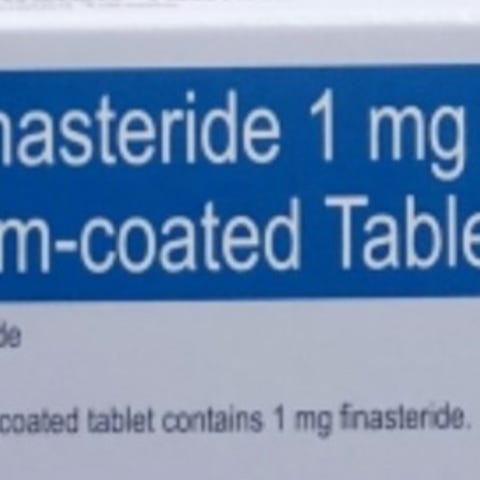 nasteride 1 mg
m-coated Table
de
coated tablet contains 1 mg finasteride.